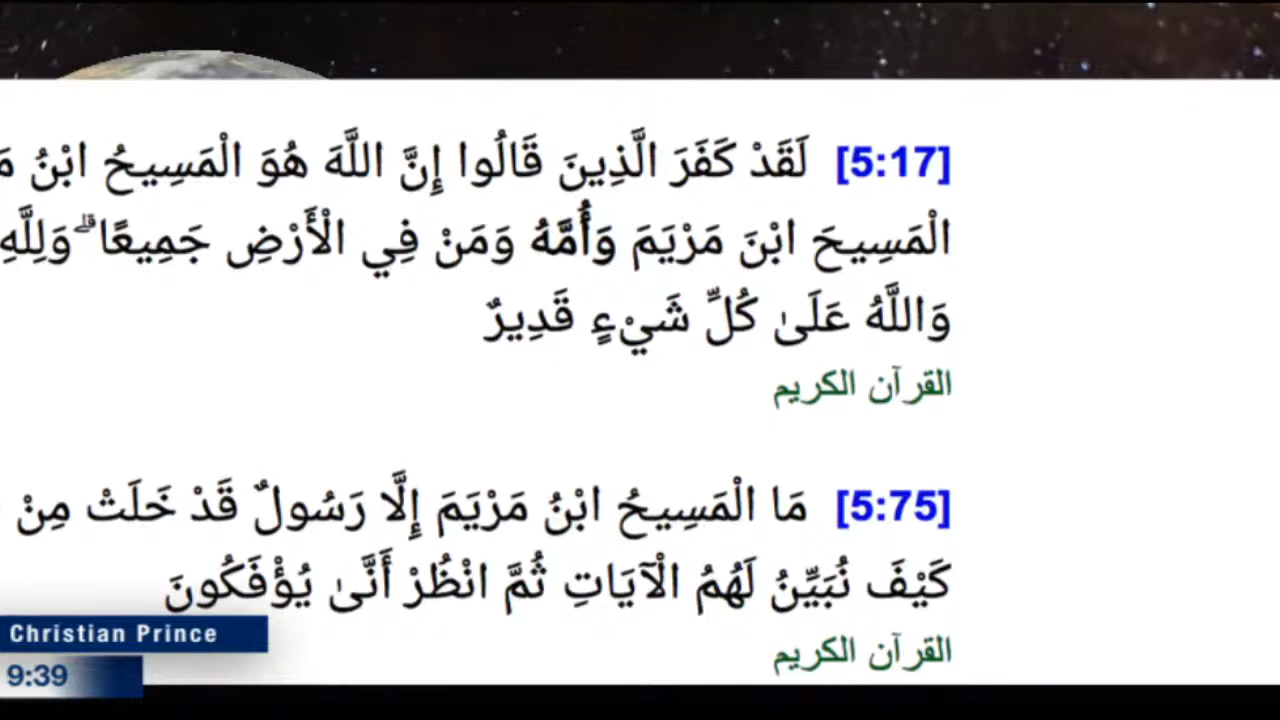 [5:17] لَقَدْ كَفَرَ الَّذِينَ قَالُوا إِنَّ اللَّهَ هُوَ الْمَسِيحُ ابْنُ
الْمَسِيحَ ابْنَ مَرْيَمَ وَأُمَّهُ وَمَنْ فِي الْأَرْضِ جَمِيعًا ۗ وَلِلَّهِ
وَاللَّهُ عَلَىٰ كُلِّ شَيْءٍ قَدِيرٌ
القرآن الكريم
[5:75] مَا الْمَسِيحُ ابْنُ مَرْيَمَ إِلَّا رَسُولٌ قَدْ خَلَتْ مِنْ
كَيْفَ نُبَيِّنُ لَهُمُ الْآيَاتِ ثُمَّ انْظُرْ أَنَّىٰ يُؤْفَكُونَ
القرآن الكريم
Christian Prince
9:39